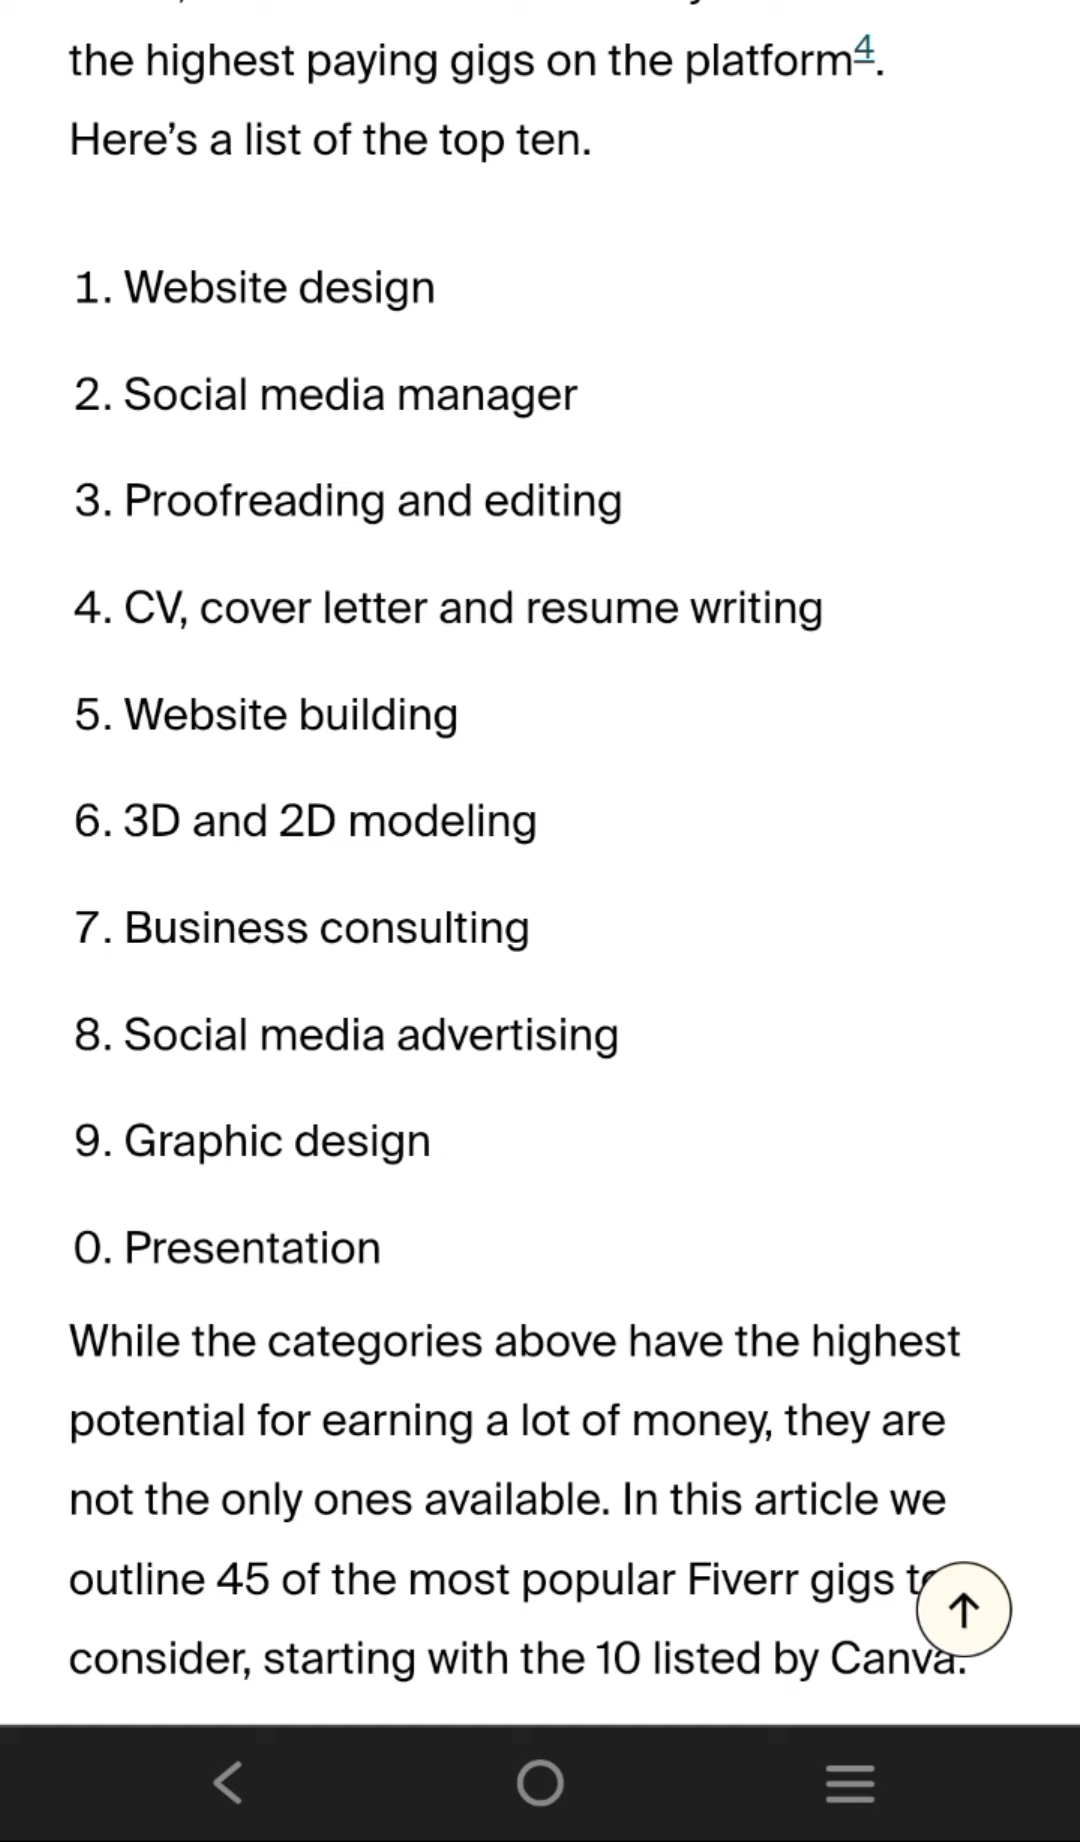 the highest paying gigs on the platform4.
Here’s a list of the top ten.
1. Website design
2. Social media manager
3. Proofreading and editing
4. CV, cover letter and resume writing
5. Website building
6. 3D and 2D modeling
7. Business consulting
8. Social media advertising
9. Graphic design
0. Presentation
While the categories above have the highest
potential for earning a lot of money, they are
not the only ones available. In this article we
outline 45 of the most popular Fiverr gigs to
consider, starting with the 10 listed by Canva.